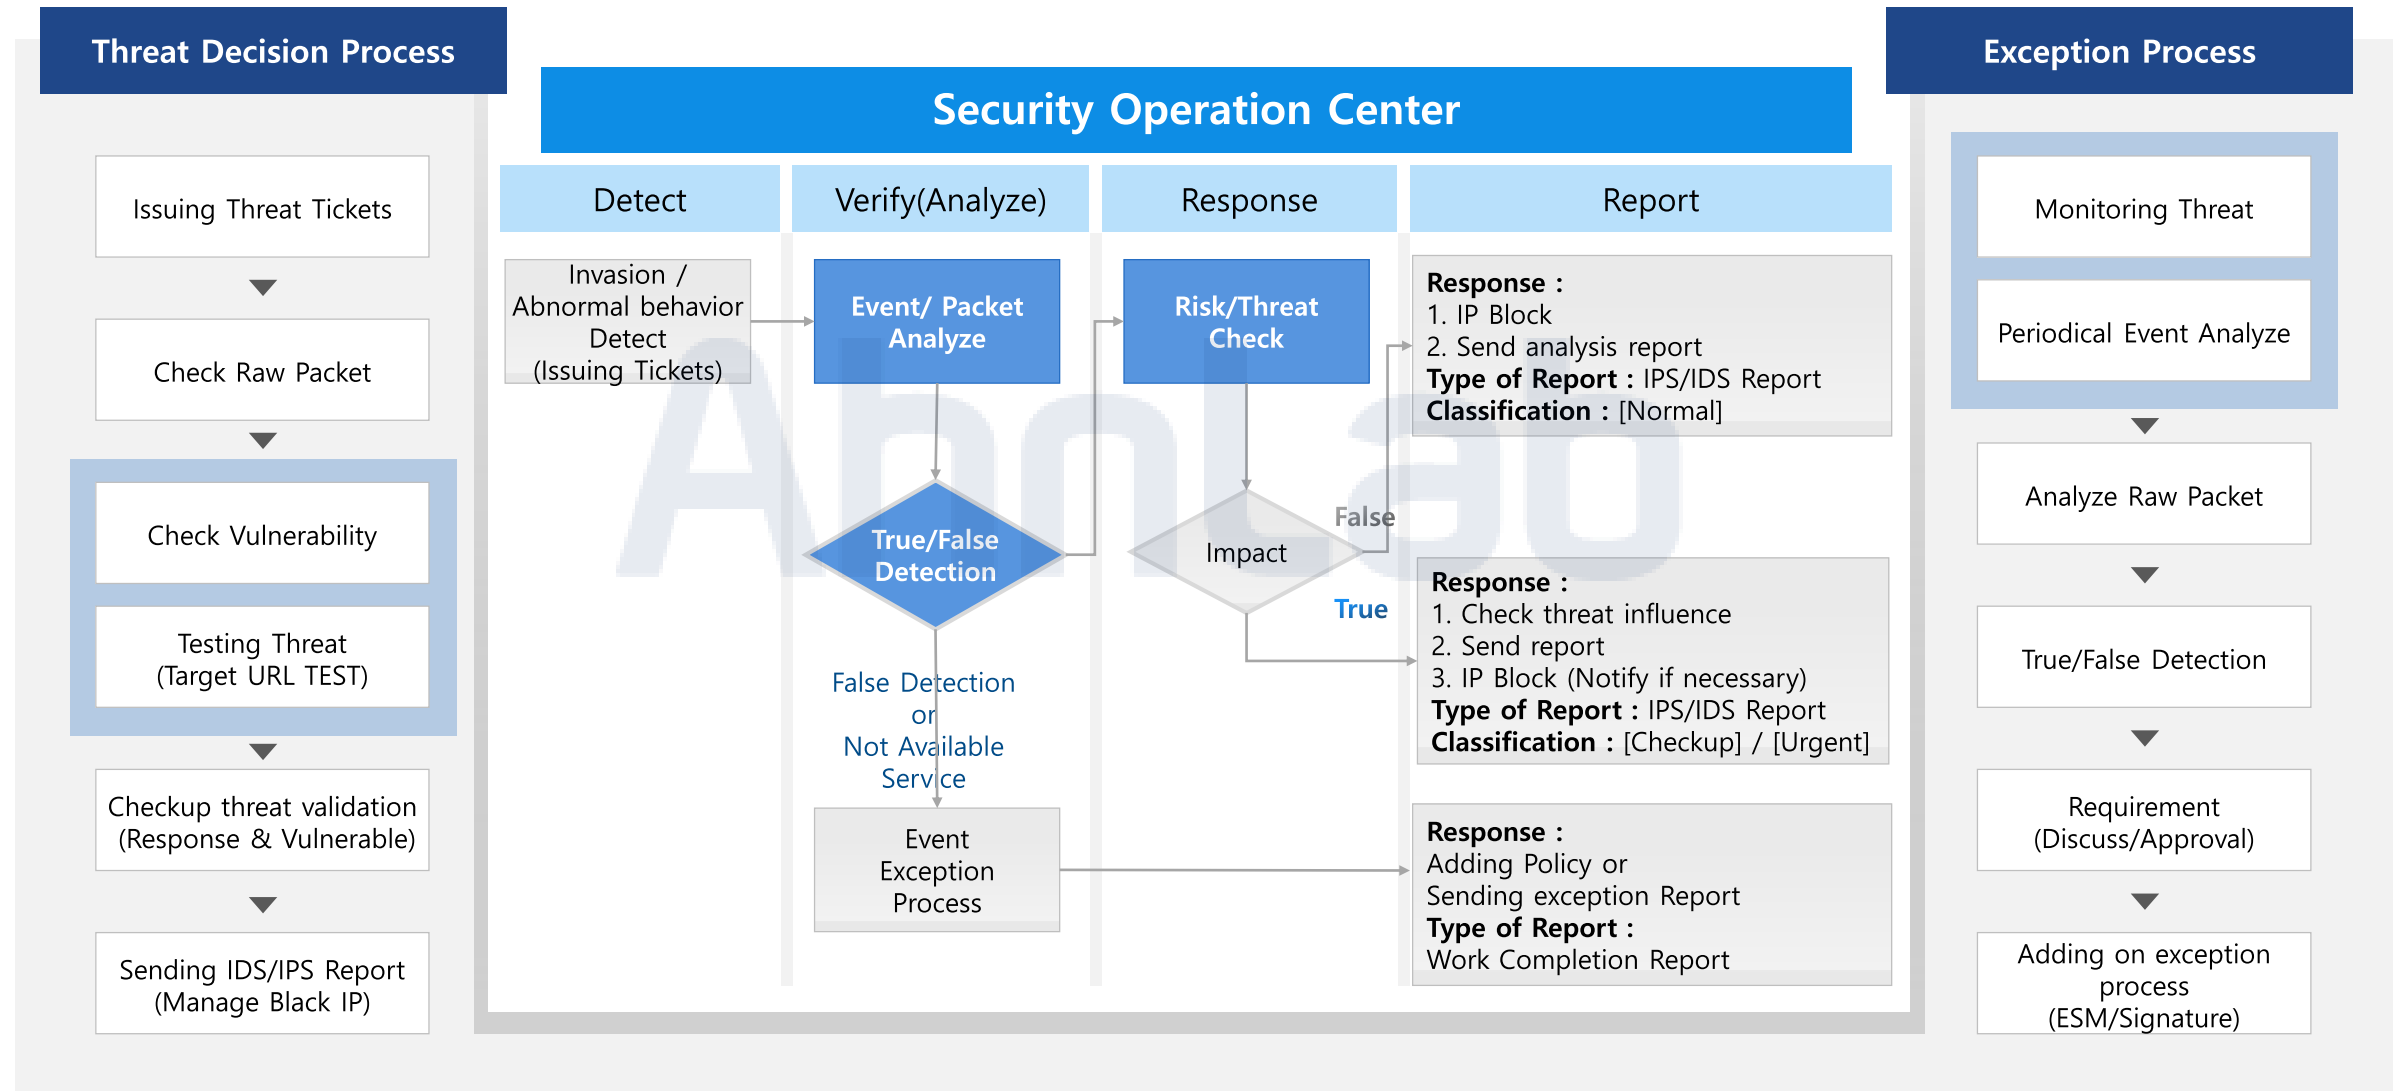 Threat Decision Process
Issuing Threat Tickets
Check Raw Packet
Check Vulnerability
Testing Threat
(Target URL TEST)
Checkup threat validation
(Response & Vulnerable)
Sending IDS/IPS Report
(Manage Black IP)
Security Operation Center
Detect
Verify(Analyze)
Response
Report
Invasion /
Abnormal behavior
Detect
(Issuing Tickets)
Event/ Packet
Analyze
True/False
Detection
False Detection
or
Not Available
Service
Event
Exception
Process
Risk/Threat
Check
Impact
False
True
Response :
1. IP Block
2. Send analysis report
Type of Report : IPS/IDS Report
Classification : [Normal]
Response :
1. Check threat influence
2. Send report
3. IP Block (Notify if necessary)
Type of Report : IPS/IDS Report
Classification : [Checkup] / [Urgent]
Response :
Adding Policy or
Sending exception Report
Type of Report :
Work Completion Report
AhnLab
Exception Process
Monitoring Threat
Periodical Event Analyze
Analyze Raw Packet
True/False Detection
Requirement
(Discuss/Approval)
Adding on exception
process
(ESM/Signature)